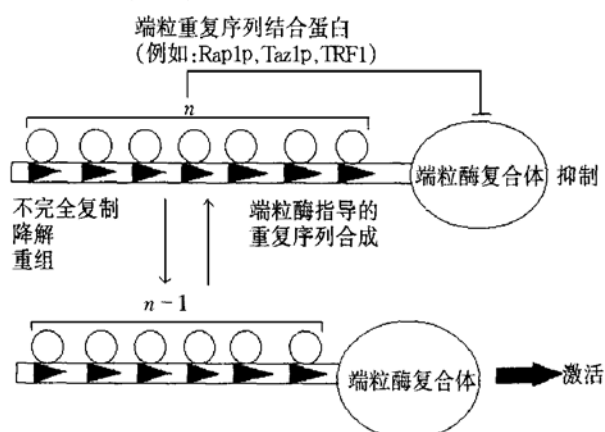 端粒重复序列结合蛋白
(例如:Rap1p,Taz1p,TRF1)
n
端粒酶复合体 抑制
不完全复制
降解
重组
端粒酶指导的
重复序列合成
n-1
端粒酶复合体
激活